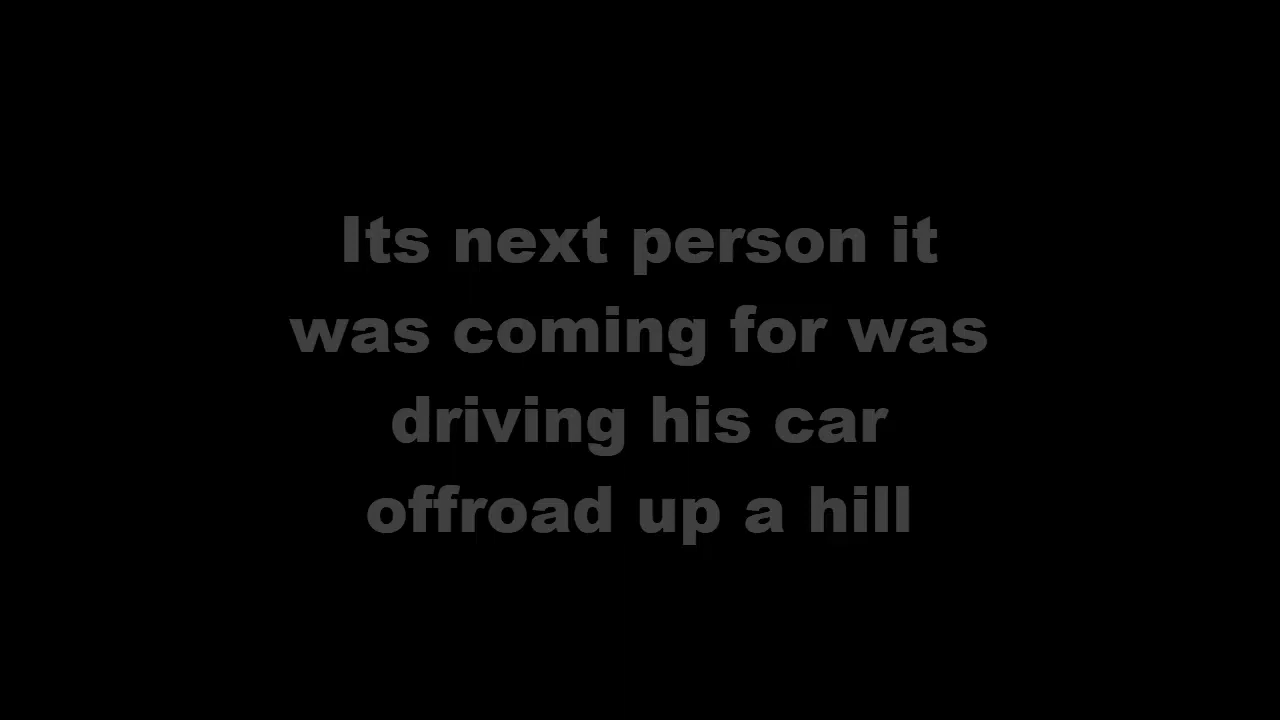 Its next person it
was coming for was
driving his car
offroad up a hill